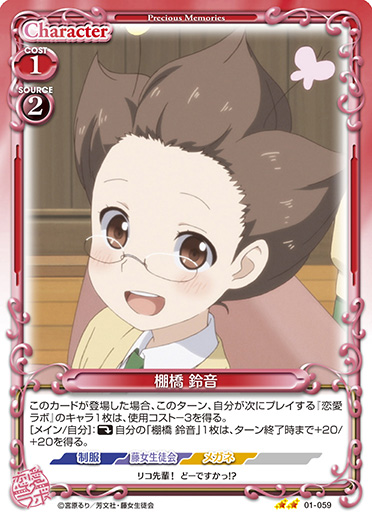 Precious Memories
Character
COST
1
SOURCE
2
棚橋 鈴音
このカードが登場した場合、このターン、自分が次にプレイする『恋愛
ラボ』のキャラ1枚は、使用コスト-3を得る。
[メイン/自分]:自分の「棚橋 鈴音」1枚は、ターン終了時まで+20/
+20を得る。
制服 藤女生徒会 メガネ
リコ先輩! どーですかっ!?
恋愛
ラボ
©宮原るり/芳文社・藤女生徒会
01-059